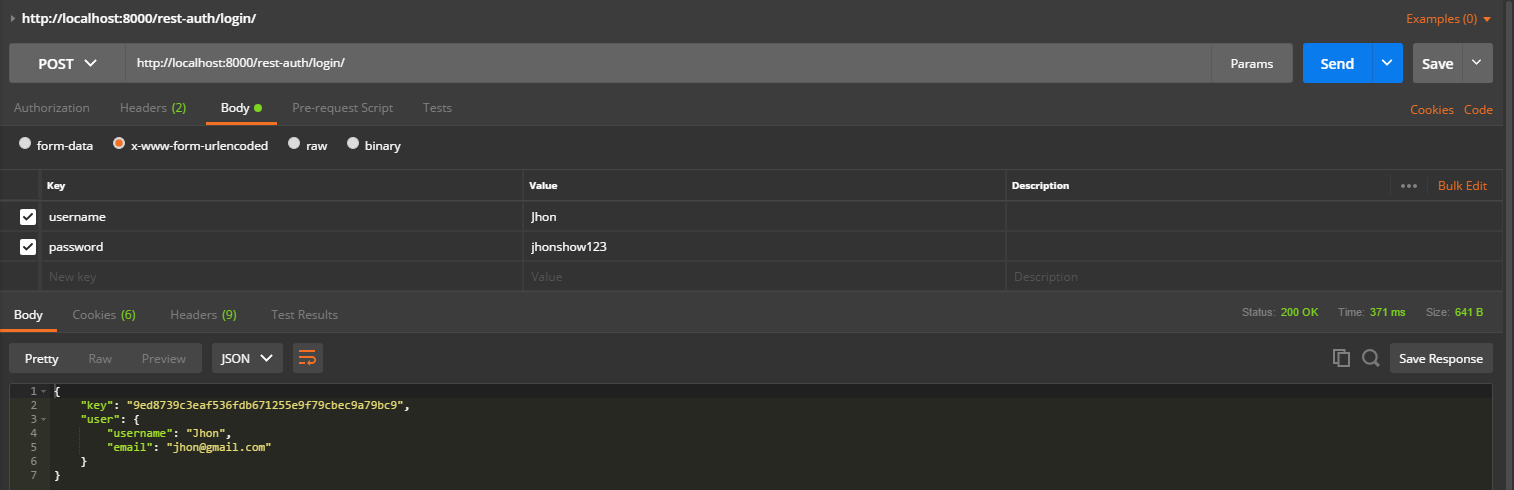 http://localhost:8000/rest-auth/login/ Examples (0)
POST http://localhost:8000/rest-auth/login/ Params Send Save
Authorization Headers (2) Body Pre-request Script Tests Cookies Code
form-data x-www-form-urlencoded raw binary
Key Value Description ••• Bulk Edit
username Jhon
password jhonshow123
New key Value Description
Body Cookies (6) Headers (9) Test Results Status: 200 OK Time: 371 ms Size: 641 B
Pretty Raw Preview JSON Save Response
1 {
2 "key": "9ed8739c3eaf536fdb671255e9f79cbec9a79bc9",
3 "user": {
4 "username": "Jhon",
5 "email": "jhon@gmail.com"
6 }
7 }